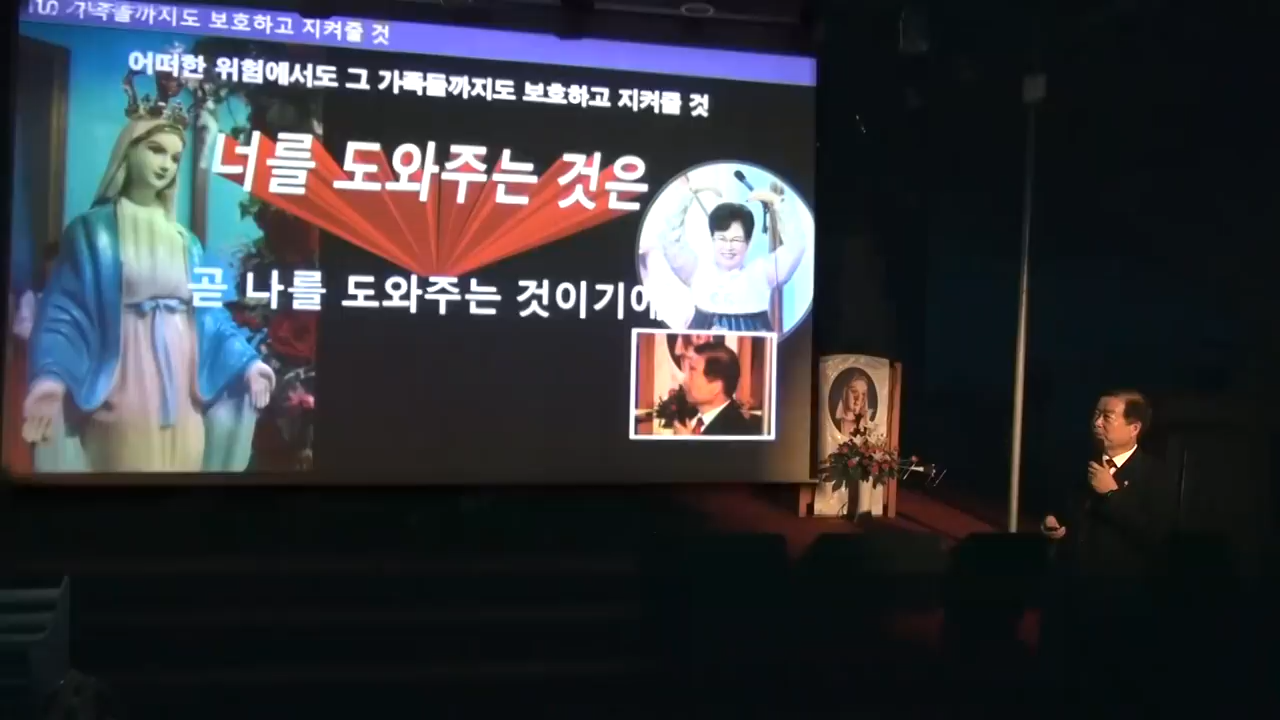 가족들까지도 보호하고 지켜줄 것
어떠한 위험에서도 그 가족들까지도 보호하고 지켜줄 것
너를 도와주는 것은
곧 나를 도와주는 것이기에